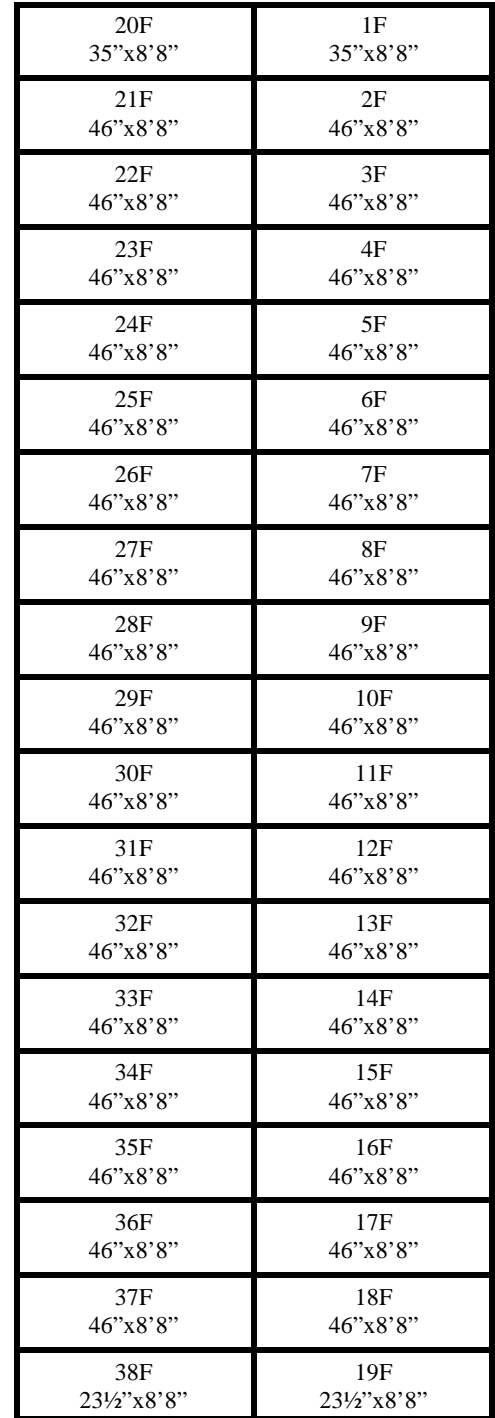 20F
35”x8’8”
1F
35”x8’8”
21F
46”x8’8”
2F
46”x8’8”
22F
46”x8’8”
3F
46”x8’8”
23F
46”x8’8”
4F
46”x8’8”
24F
46”x8’8”
5F
46”x8’8”
25F
46”x8’8”
6F
46”x8’8”
26F
46”x8’8”
7F
46”x8’8”
27F
46”x8’8”
8F
46”x8’8”
28F
46”x8’8”
9F
46”x8’8”
29F
46”x8’8”
10F
46”x8’8”
30F
46”x8’8”
11F
46”x8’8”
31F
46”x8’8”
12F
46”x8’8”
32F
46”x8’8”
13F
46”x8’8”
33F
46”x8’8”
14F
46”x8’8”
34F
46”x8’8”
15F
46”x8’8”
35F
46”x8’8”
16F
46”x8’8”
36F
46”x8’8”
17F
46”x8’8”
37F
46”x8’8”
18F
46”x8’8”
38F
23½”x8’8”
19F
23½”x8’8”